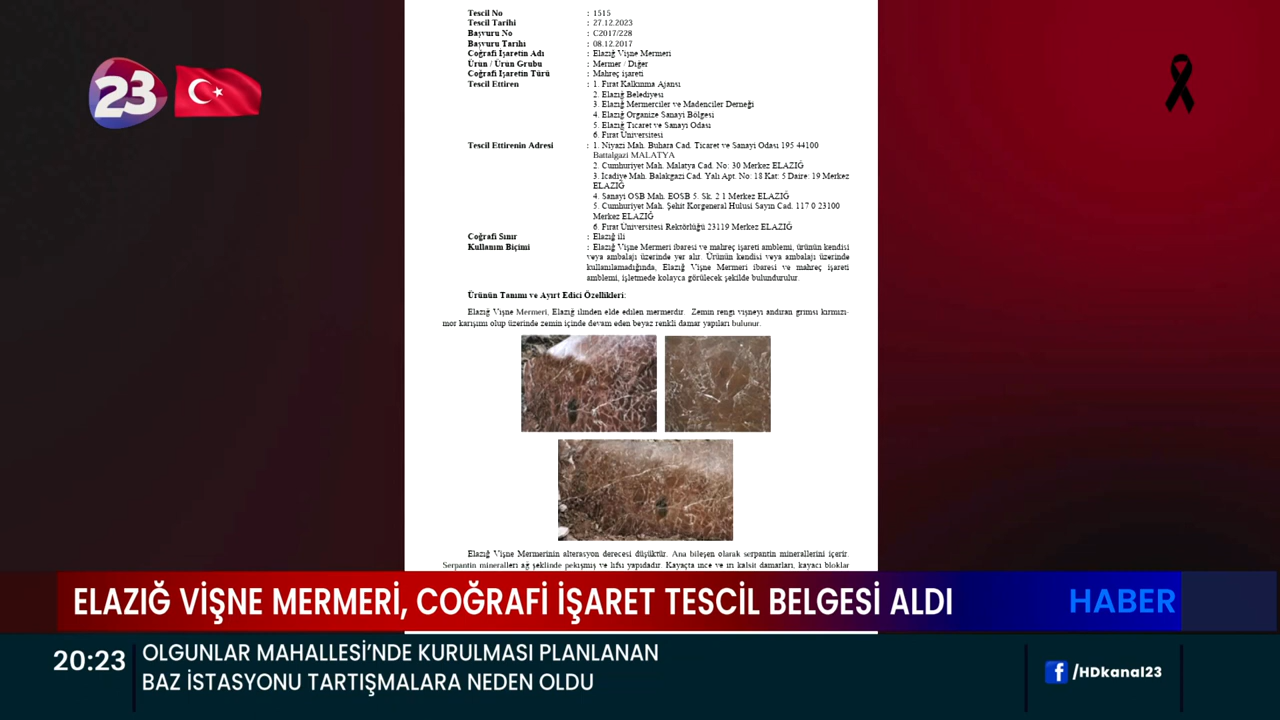 Tescil No : 1515
Tescil Tarihi : 27.12.2023
Başvuru No : C2017/228
Başvuru Tarihi : 08.12.2017
Coğrafi İşaretin Adı : Elazığ Vişne Mermeri
Ürün / Ürün Grubu : Mermer / Diğer
Coğrafi İşaretin Türü : Mahreç işareti
Tescil Ettiren : 1. Fırat Kalkınma Ajansı
2. Elazığ Belediyesi
3. Elazığ Mermerciler ve Madenciler Derneği
4. Elazığ Organize Sanayi Bölgesi
5. Elazığ Ticaret ve Sanayi Odası
6. Fırat Üniversitesi
Tescil Ettirenin Adresi : 1. Niyazi Mah. Buhara Cad. Ticaret ve Sanayi Odası 195 44100
Battalgazi MALATYA
2. Cumhuriyet Mah. Malatya Cad. No: 30 Merkez ELAZIĞ
3. İcadiye Mah. Balakgazi Cad. Yalı Apt. No: 18 Kat: 5 Daire: 19 Merkez
ELAZIĞ
4. Sanayi OSB Mah. EOSB 5. Sk. 2 1 Merkez ELAZIĞ
5. Cumhuriyet Mah. Şehit Korgeneral Hulusi Sayın Cad. 117 0 23100
Merkez ELAZIĞ
6. Fırat Üniversitesi Rektörlüğü 23119 Merkez ELAZIĞ
Coğrafi Sınır : Elazığ ili
Kullanım Biçimi : Elazığ Vişne Mermeri ibaresi ve mahreç işareti amblemi, ürünün kendisi
veya ambalajı üzerinde yer alır. Ürünün kendisi veya ambalajı üzerinde
kullanılamadığında, Elazığ Vişne Mermeri ibaresi ve mahreç işareti
amblemi, işletmede kolayca görülecek şekilde bulundurulur.
Ürünün Tanımı ve Ayırt Edici Özellikleri:
Elazığ Vişne Mermeri, Elazığ ilinden elde edilen mermerdir. Zemin rengi vişneyi andıran grimsi kırmızı-
mor karışımı olup üzerinde zemin içinde devam eden beyaz renkli damar yapıları bulunur.
Elazığ Vişne Mermerinin alterasyon derecesi düşüktür. Ana bileşen olarak serpantin minerallerini içerir.
Serpantin mineralleri ağ şeklinde pekişmiş ve lifsi yapıdadır. Kayaçta ince ve iri kalsit damarları, kayacı bloklar
23
ELAZIĞ VİŞNE MERMERİ, COĞRAFİ İŞARET TESCİL BELGESİ ALDI
HABER
20:23
OLGUNLAR MAHALLESİ'NDE KURULMASI PLANLANAN
BAZ İSTASYONU TARTIŞMALARA NEDEN OLDU
f /HDkanal23